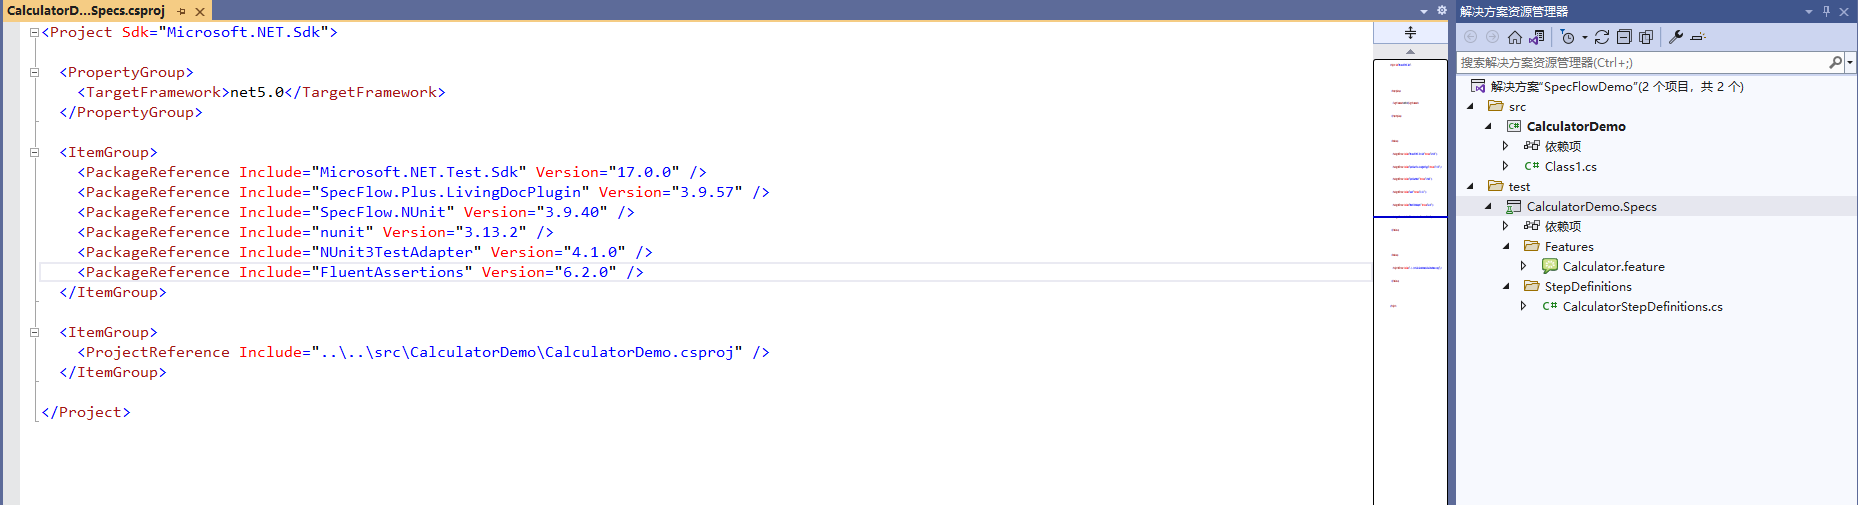 CalculatorD...Specs.csproj
<Project Sdk="Microsoft.NET.Sdk">
<PropertyGroup>
<TargetFramework>net5.0</TargetFramework>
</PropertyGroup>
<ItemGroup>
<PackageReference Include="Microsoft.NET.Test.Sdk" Version="17.0.0" />
<PackageReference Include="SpecFlow.Plus.LivingDocPlugin" Version="3.9.57" />
<PackageReference Include="SpecFlow.NUnit" Version="3.9.40" />
<PackageReference Include="nunit" Version="3.13.2" />
<PackageReference Include="NUnit3TestAdapter" Version="4.1.0" />
<PackageReference Include="FluentAssertions" Version="6.2.0" />
</ItemGroup>
<ItemGroup>
<ProjectReference Include="..\..\src\CalculatorDemo\CalculatorDemo.csproj" />
</ItemGroup>
</Project>
解决方案资源管理器
搜索解决方案资源管理器(Ctrl+;)
解决方案"SpecFlowDemo"(2 个项目，共 2 个)
src
C# CalculatorDemo
依赖项
C# Class1.cs
test
CalculatorDemo.Specs
依赖项
Features
Calculator.feature
StepDefinitions
C# CalculatorStepDefinitions.cs